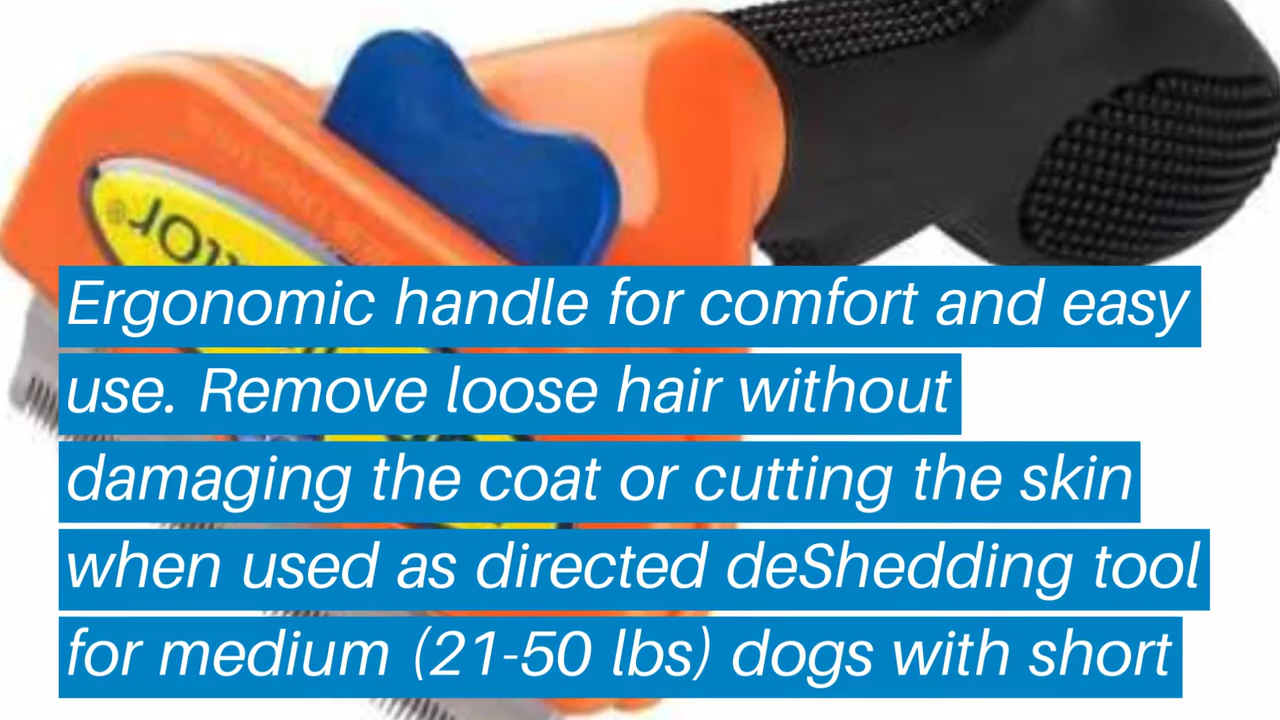 Ergonomic handle for comfort and easy
use. Remove loose hair without
damaging the coat or cutting the skin
when used as directed deShedding tool
for medium (21-50 lbs) dogs with short